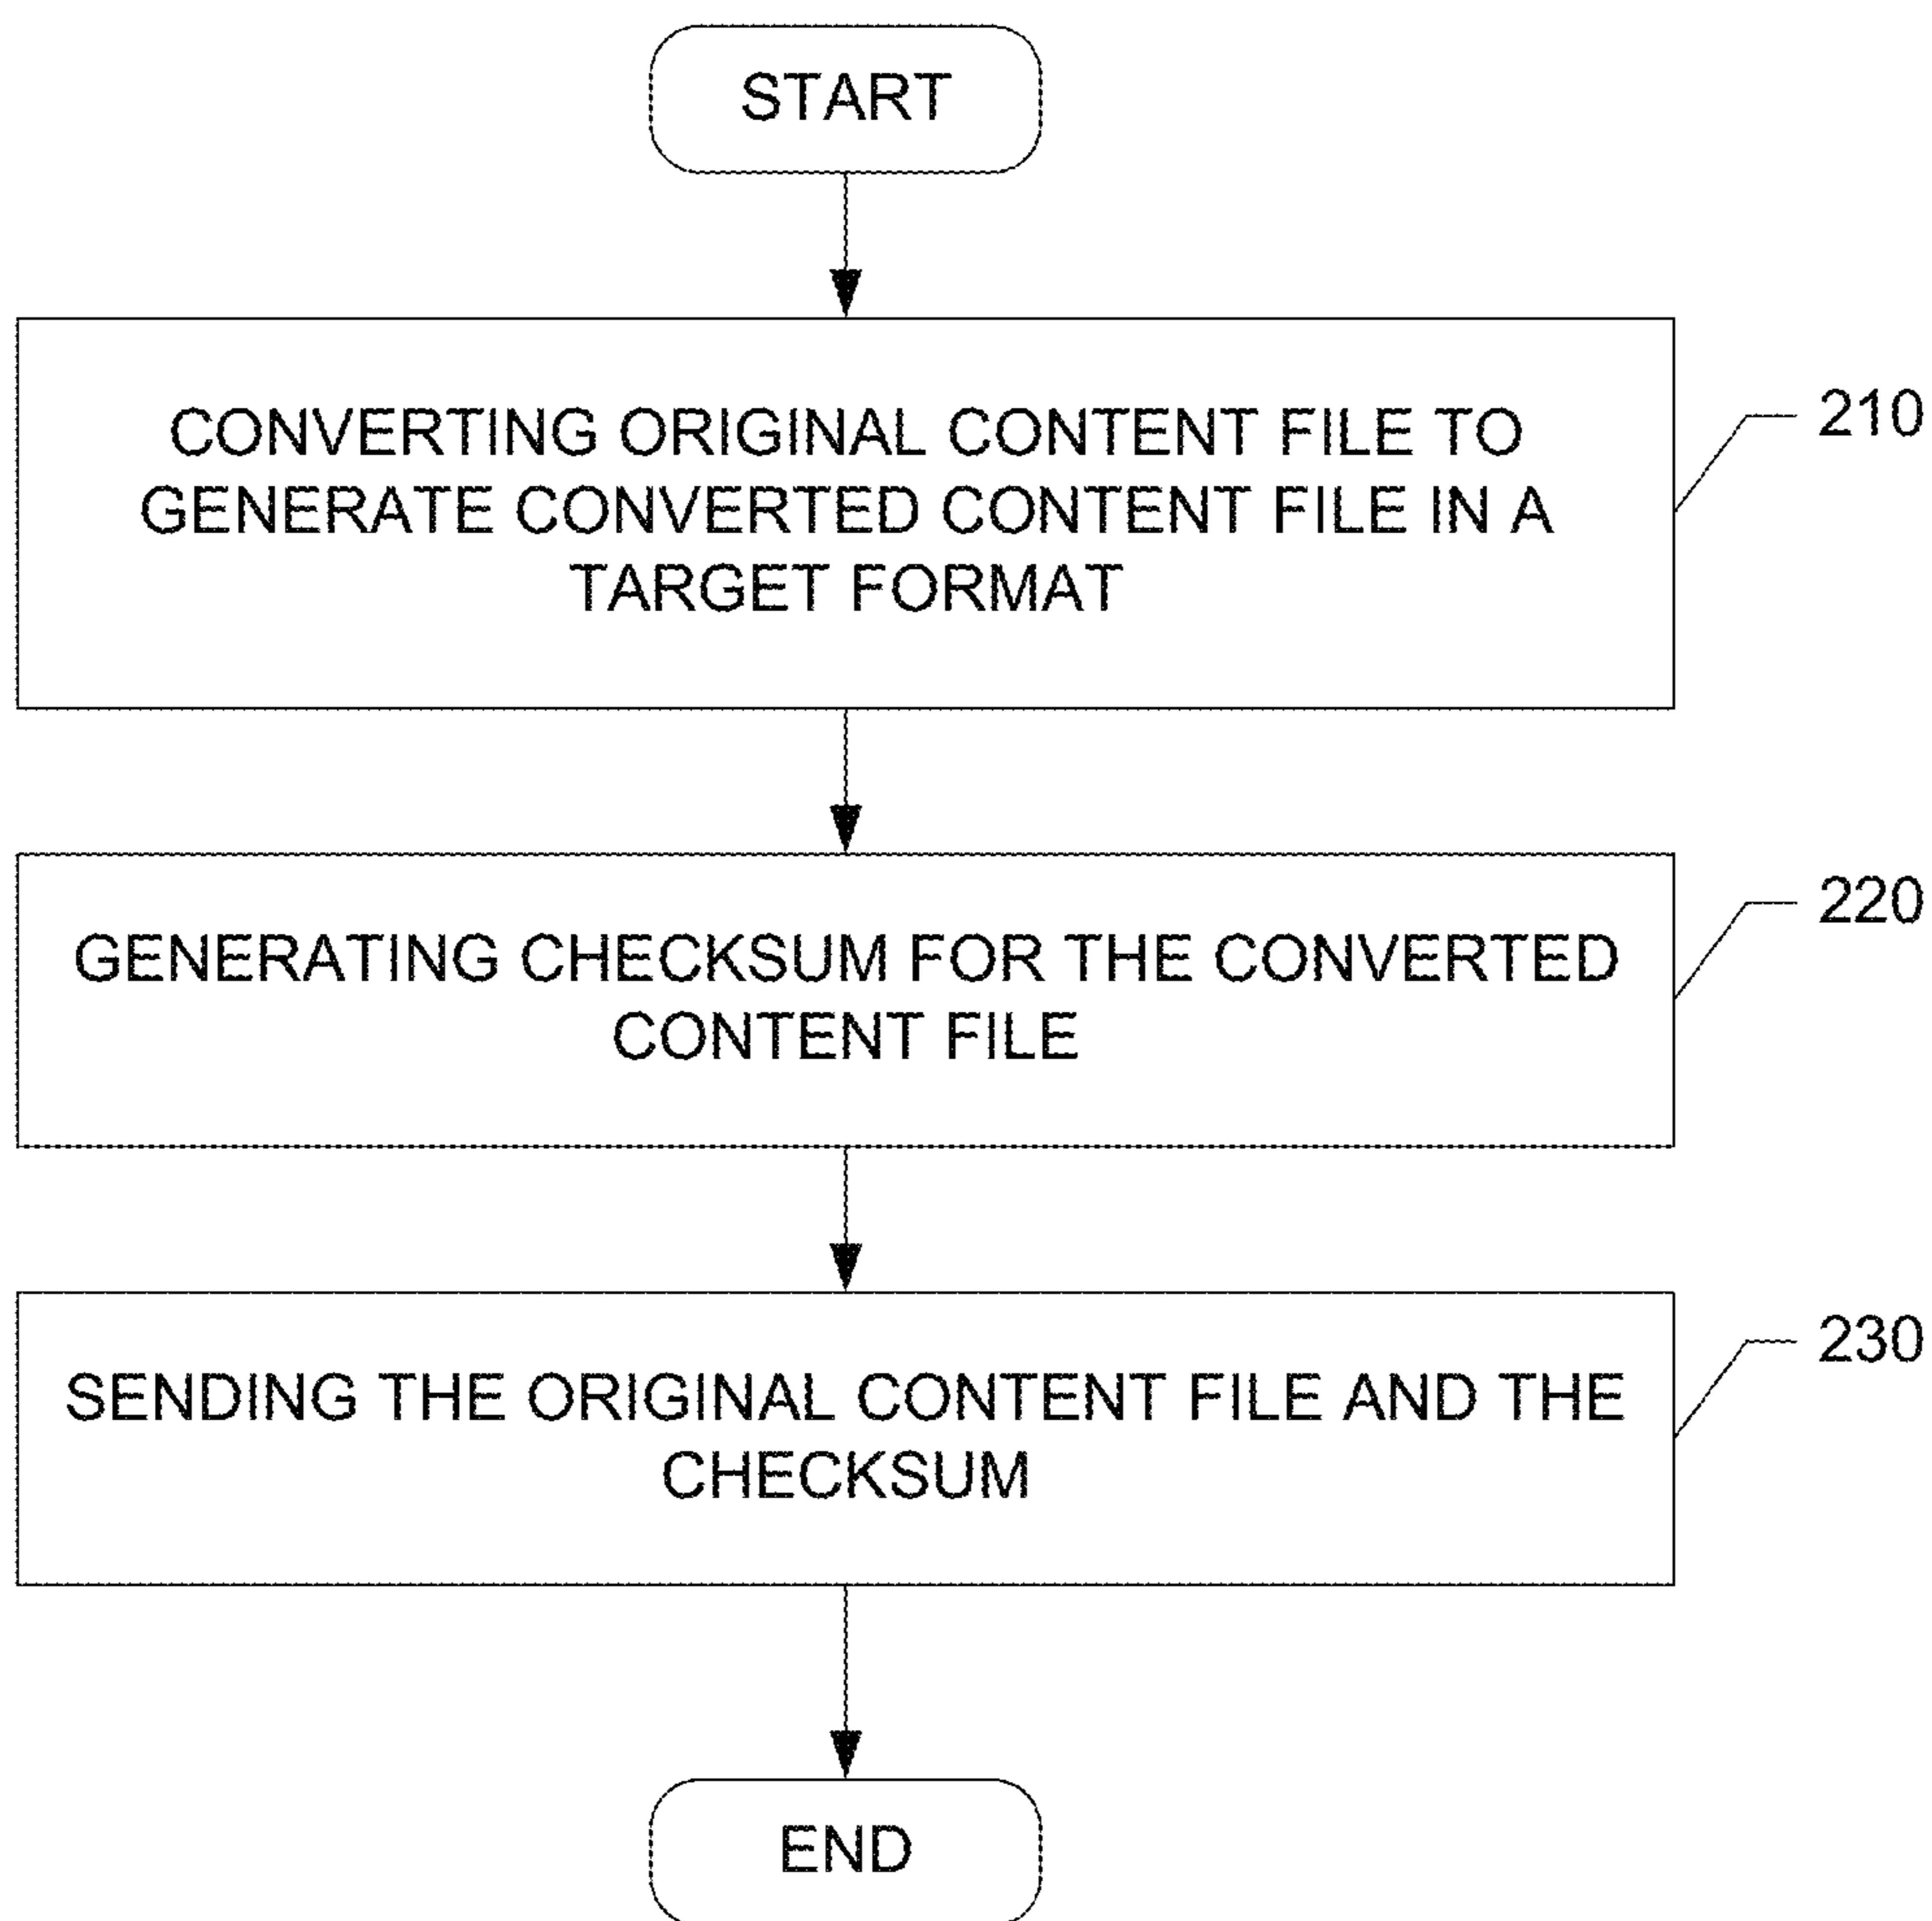 START
CONVERTING ORIGINAL CONTENT FILE TO
GENERATE CONVERTED CONTENT FILE IN A
TARGET FORMAT
210
GENERATING CHECKSUM FOR THE CONVERTED
CONTENT FILE
220
SENDING THE ORIGINAL CONTENT FILE AND THE
CHECKSUM
230
END